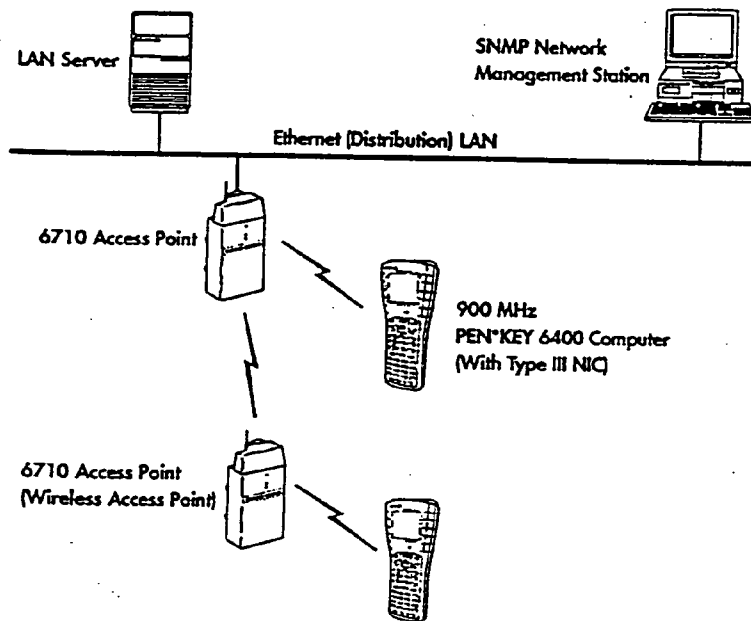 LAN Server
SNMP Network
Management Station
Ethernet (Distribution) LAN
6710 Access Point
900 MHz
PEN*KEY 6400 Computer
(With Type III NIC)
6710 Access Point
(Wireless Access Point)